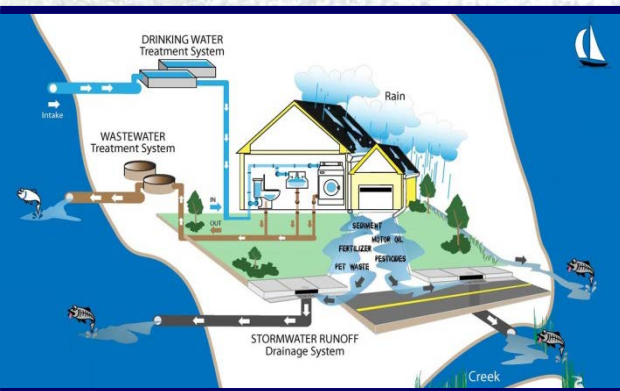 DRINKING WATER
Treatment System
Intake
Rain
WASTEWATER
Treatment System
IN
OUT
SEDIMENT
MOTOR OIL
FERTILIZER
PESTICIDES
PET WASTE
STORMWATER RUNOFF
Drainage System
Creek